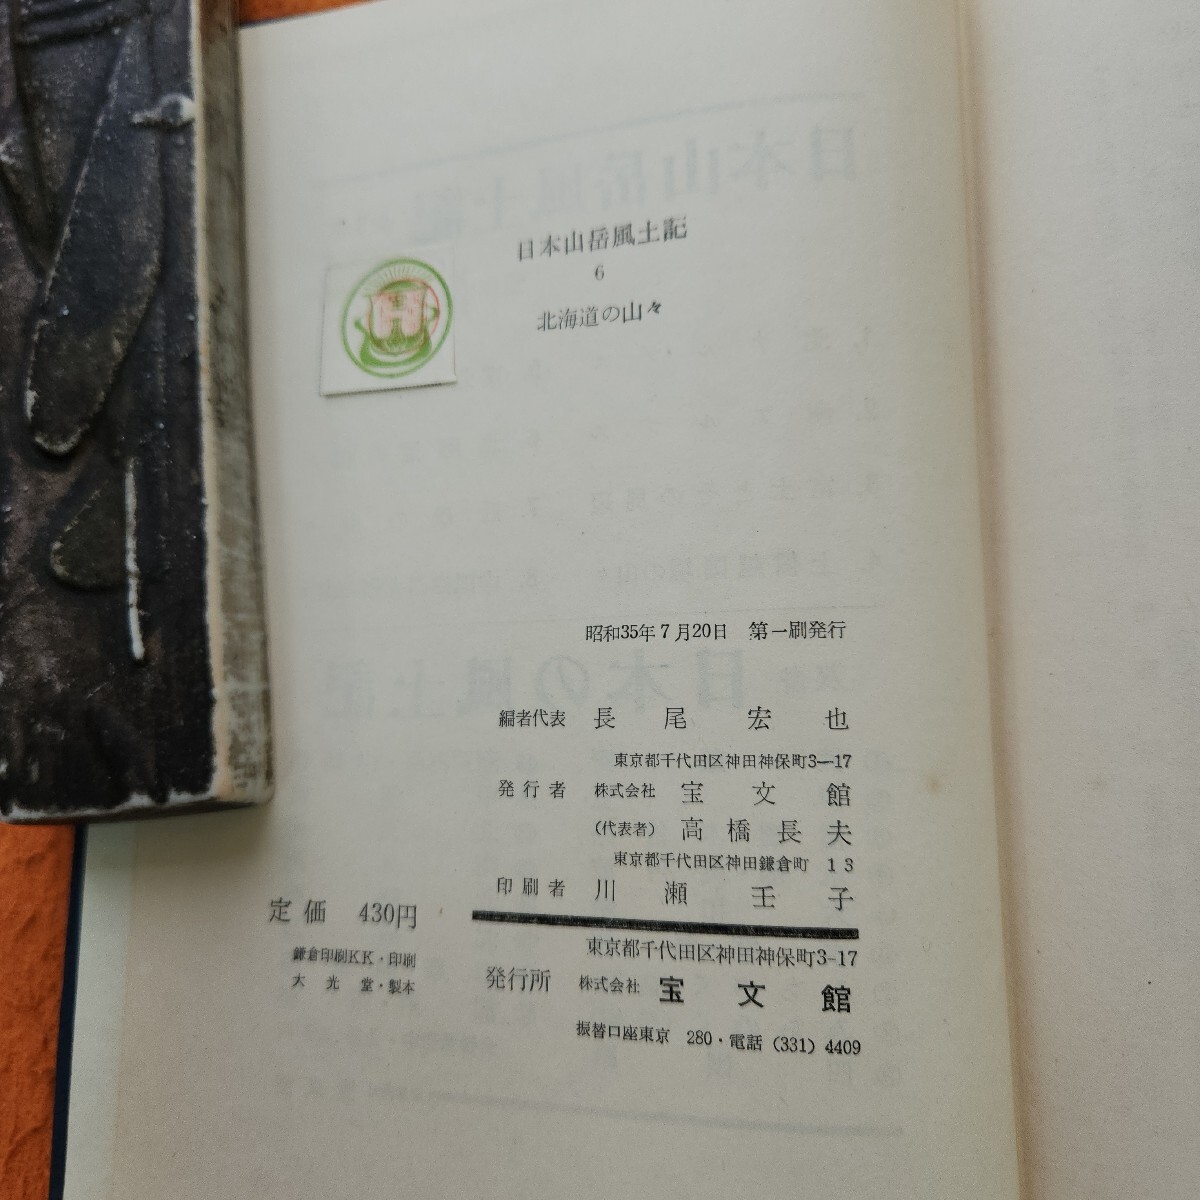 日本山岳風土記
6
北海道の山々
昭和35年7月20日 第一刷発行
編者代表 長尾宏也
東京都千代田区神田神保町3―17
発行者 株式会社 宝文館
(代表者) 高橋長夫
東京都千代田区神田鎌倉町 13
印刷者 川瀬壬子
定価 430円
鎌倉印刷KK・印刷
大光堂・製本
東京都千代田区神田神保町3-17
発行所 株式会社 宝文館
振替口座東京 280・電話(331)4409